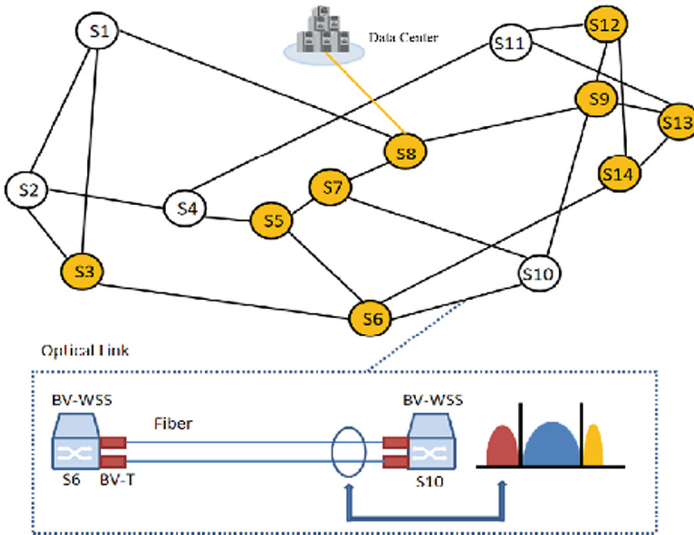 S1
Data Center
S11
S12
S9
S13
S8
S14
S7
S2
S4
S5
S3
S10
S6
Optical Link
BV-WSS
BV-WSS
Fiber
S6
BV-T
S10